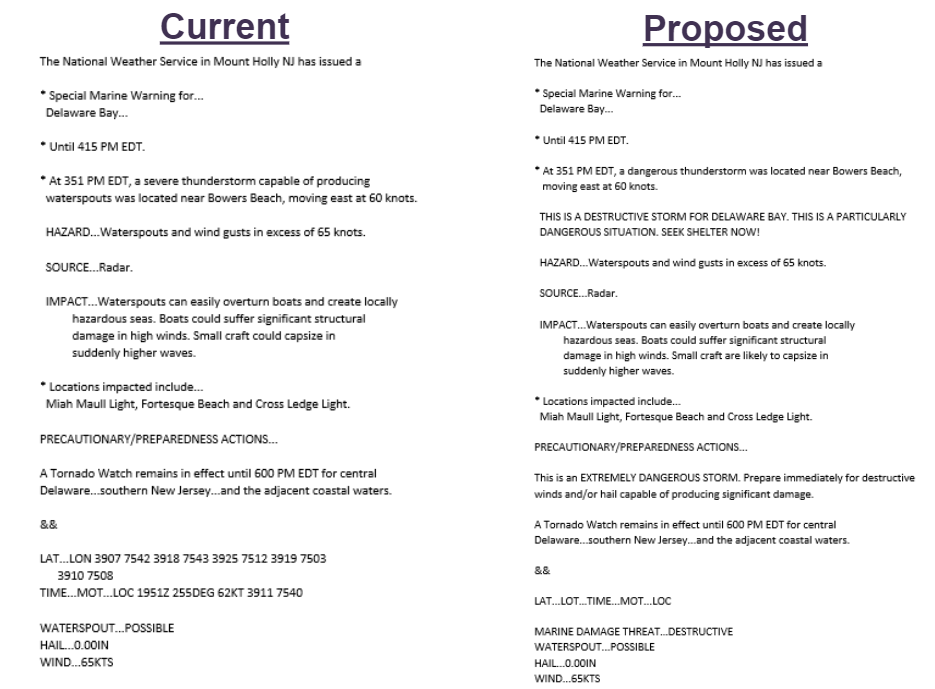 Current
The National Weather Service in Mount Holly NJ has issued a
* Special Marine Warning for...
Delaware Bay...
* Until 415 PM EDT.
* At 351 PM EDT, a severe thunderstorm capable of producing
waterspouts was located near Bowers Beach, moving east at 60 knots.
HAZARD...Waterspouts and wind gusts in excess of 65 knots.
SOURCE...Radar.
IMPACT...Waterspouts can easily overturn boats and create locally
hazardous seas. Boats could suffer significant structural
damage in high winds. Small craft could capsize in
suddenly higher waves.
* Locations impacted include...
Miah Maull Light, Fortesque Beach and Cross Ledge Light.
PRECAUTIONARY/PREPAREDNESS ACTIONS...
A Tornado Watch remains in effect until 600 PM EDT for central
Delaware...southern New Jersey...and the adjacent coastal waters.
&&
LAT...LON 3907 7542 3918 7543 3925 7512 3919 7503
3910 7508
TIME...MOT...LOC 1951Z 255DEG 62KT 3911 7540
WATERSPOUT...POSSIBLE
HAIL...0.00IN
WIND...65KTS
Proposed
The National Weather Service in Mount Holly NJ has issued a
* Special Marine Warning for...
Delaware Bay...
* Until 415 PM EDT.
* At 351 PM EDT, a dangerous thunderstorm was located near Bowers Beach,
moving east at 60 knots.
THIS IS A DESTRUCTIVE STORM FOR DELAWARE BAY. THIS IS A PARTICULARLY
DANGEROUS SITUATION. SEEK SHELTER NOW!
HAZARD...Waterspouts and wind gusts in excess of 65 knots.
SOURCE...Radar.
IMPACT...Waterspouts can easily overturn boats and create locally
hazardous seas. Boats could suffer significant structural
damage in high winds. Small craft are likely to capsize in
suddenly higher waves.
* Locations impacted include...
Miah Maull Light, Fortesque Beach and Cross Ledge Light.
PRECAUTIONARY/PREPAREDNESS ACTIONS...
This is an EXTREMELY DANGEROUS STORM. Prepare immediately for destructive
winds and/or hail capable of producing significant damage.
A Tornado Watch remains in effect until 600 PM EDT for central
Delaware...southern New Jersey...and the adjacent coastal waters.
&&
LAT...LOT...TIME...MOT...LOC
MARINE DAMAGE THREAT...DESTRUCTIVE
WATERSPOUT...POSSIBLE
HAIL...0.00IN
WIND...65KTS